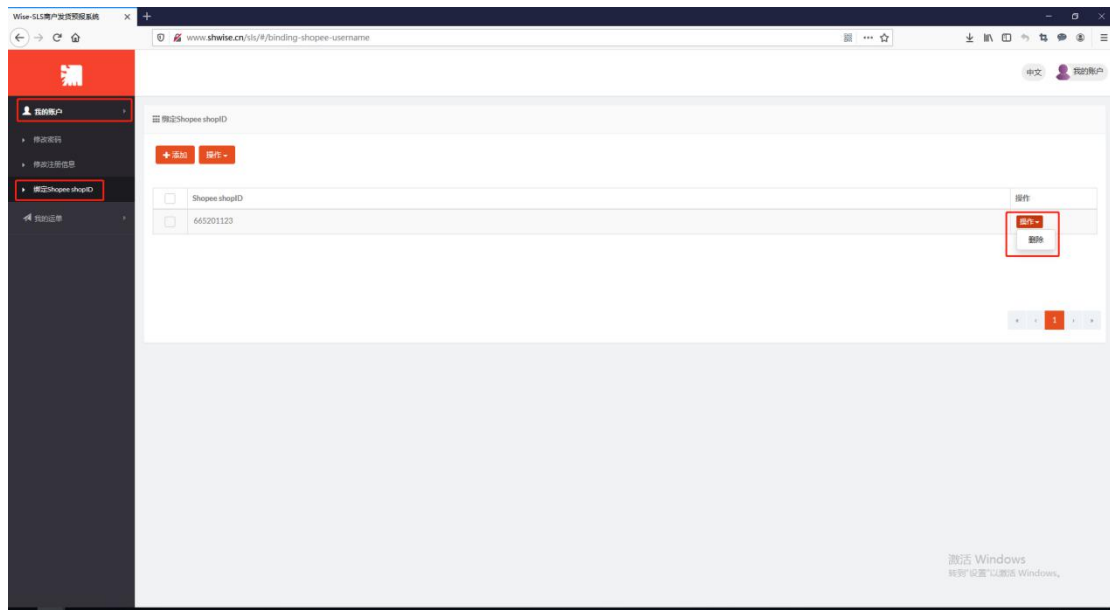 Wise-SLS商户发货预报系统
www.shwise.cn/sls/#/binding-shopee-username
中文 我的账户
我的账户
修改密码
修改注册信息
绑定Shopee shopID
我的运单
绑定Shopee shopID
添加 操作
Shopee shopID 操作
665201123 操作
删除
1
激活 Windows
转到"设置"以激活 Windows。